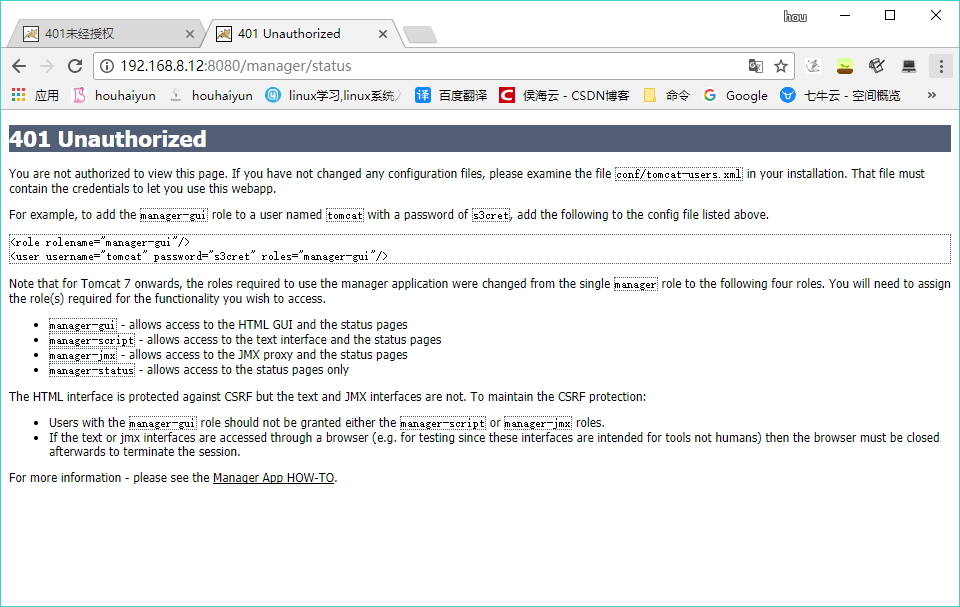 hou
401未经授权
401 Unauthorized
192.168.8.12:8080/manager/status
应用 houhaiyun houhaiyun linux学习,linux系统 百度翻译 侯海云 - CSDN博客 命令 Google 七牛云 - 空间概览 »
401 Unauthorized
You are not authorized to view this page. If you have not changed any configuration files, please examine the file conf/tomcat-users.xml in your installation. That file must
contain the credentials to let you use this webapp.
For example, to add the manager-gui role to a user named tomcat with a password of s3cret, add the following to the config file listed above.
<role rolename="manager-gui"/>
<user username="tomcat" password="s3cret" roles="manager-gui"/>
Note that for Tomcat 7 onwards, the roles required to use the manager application were changed from the single manager role to the following four roles. You will need to assign
the role(s) required for the functionality you wish to access.
• manager-gui - allows access to the HTML GUI and the status pages
• manager-script - allows access to the text interface and the status pages
• manager-jmx - allows access to the JMX proxy and the status pages
• manager-status - allows access to the status pages only
The HTML interface is protected against CSRF but the text and JMX interfaces are not. To maintain the CSRF protection:
• Users with the manager-gui role should not be granted either the manager-script or manager-jmx roles.
• If the text or jmx interfaces are accessed through a browser (e.g. for testing since these interfaces are intended for tools not humans) then the browser must be closed
afterwards to terminate the session.
For more information - please see the Manager App HOW-TO.